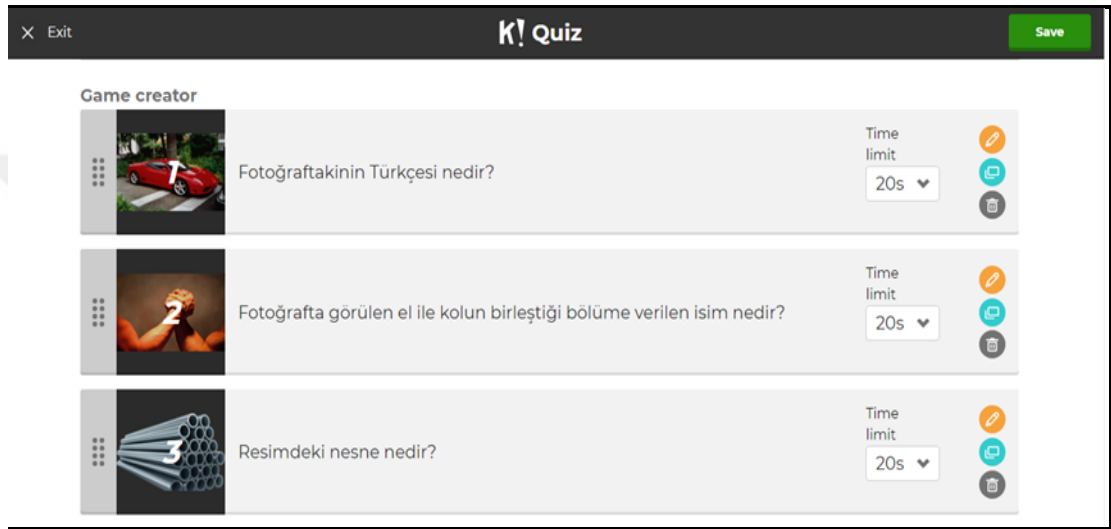 Exit
K! Quiz
Save
Game creator
1
Fotoğraftakinin Türkçesi nedir?
Time
limit
20s
2
Fotoğrafta görülen el ile kolun birleştiği bölüme verilen isim nedir?
Time
limit
20s
3
Resimdeki nesne nedir?
Time
limit
20s